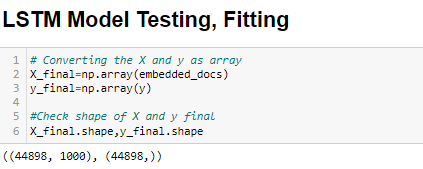 LSTM Model Testing, Fitting
1 # Converting the X and y as array
2 X_final=np.array(embedded_docs)
3 y_final=np.array(y)
4
5 #Check shape of X and y final
6 X_final.shape,y_final.shape
((44898, 1000), (44898,))